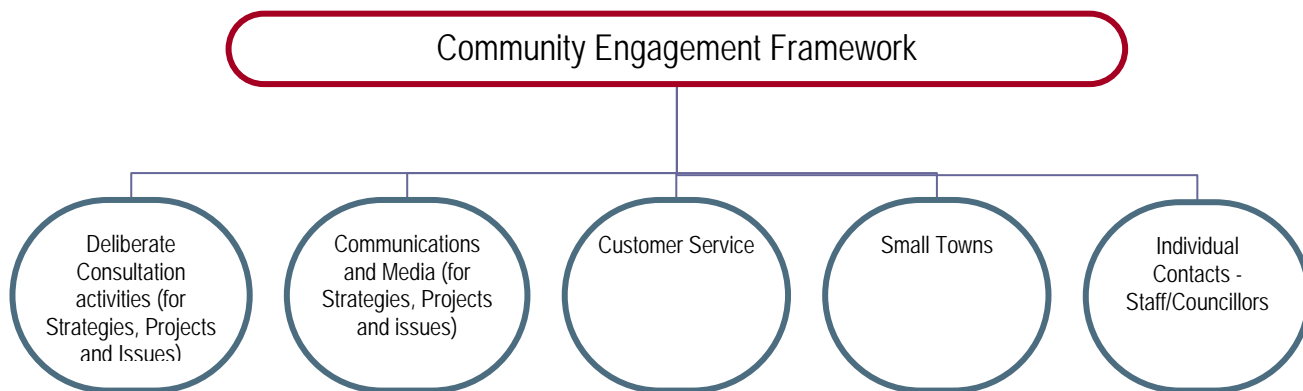 Community Engagement Framework
Deliberate
Consultation
activities (for
Strategies, Projects
and Issues)
Communications
and Media (for
Strategies, Projects
and issues)
Customer Service
Small Towns
Individual
Contacts -
Staff/Councillors